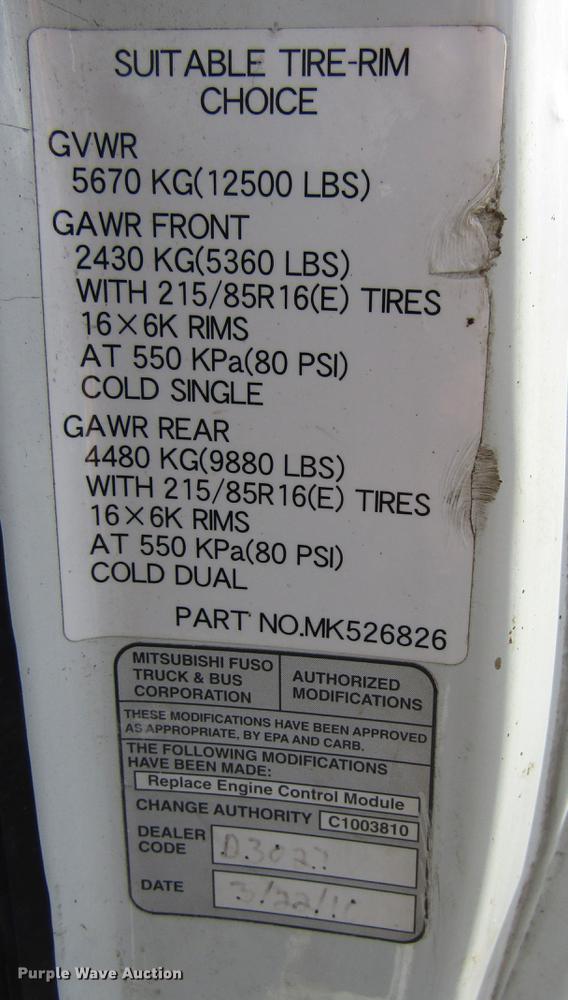 SUITABLE TIRE-RIM
CHOICE
GVWR
5670 KG(12500 LBS)
GAWR FRONT
2430 KG(5360 LBS)
WITH 215/85R16(E) TIRES
16×6K RIMS
AT 550 KPa(80 PSI)
COLD SINGLE
GAWR REAR
4480 KG(9880 LBS)
WITH 215/85R16(E) TIRES
16×6K RIMS
AT 550 KPa(80 PSI)
COLD DUAL
PART NO.MK526826
MITSUBISHI FUSO
TRUCK & BUS
CORPORATION
AUTHORIZED
MODIFICATIONS
THESE MODIFICATIONS HAVE BEEN APPROVED
AS APPROPRIATE, BY EPA AND CARB.
THE FOLLOWING MODIFICATIONS
HAVE BEEN MADE:
Replace Engine Control Module
CHANGE AUTHORITY C1003810
DEALER
CODE
DATE
Purple Wave Auction